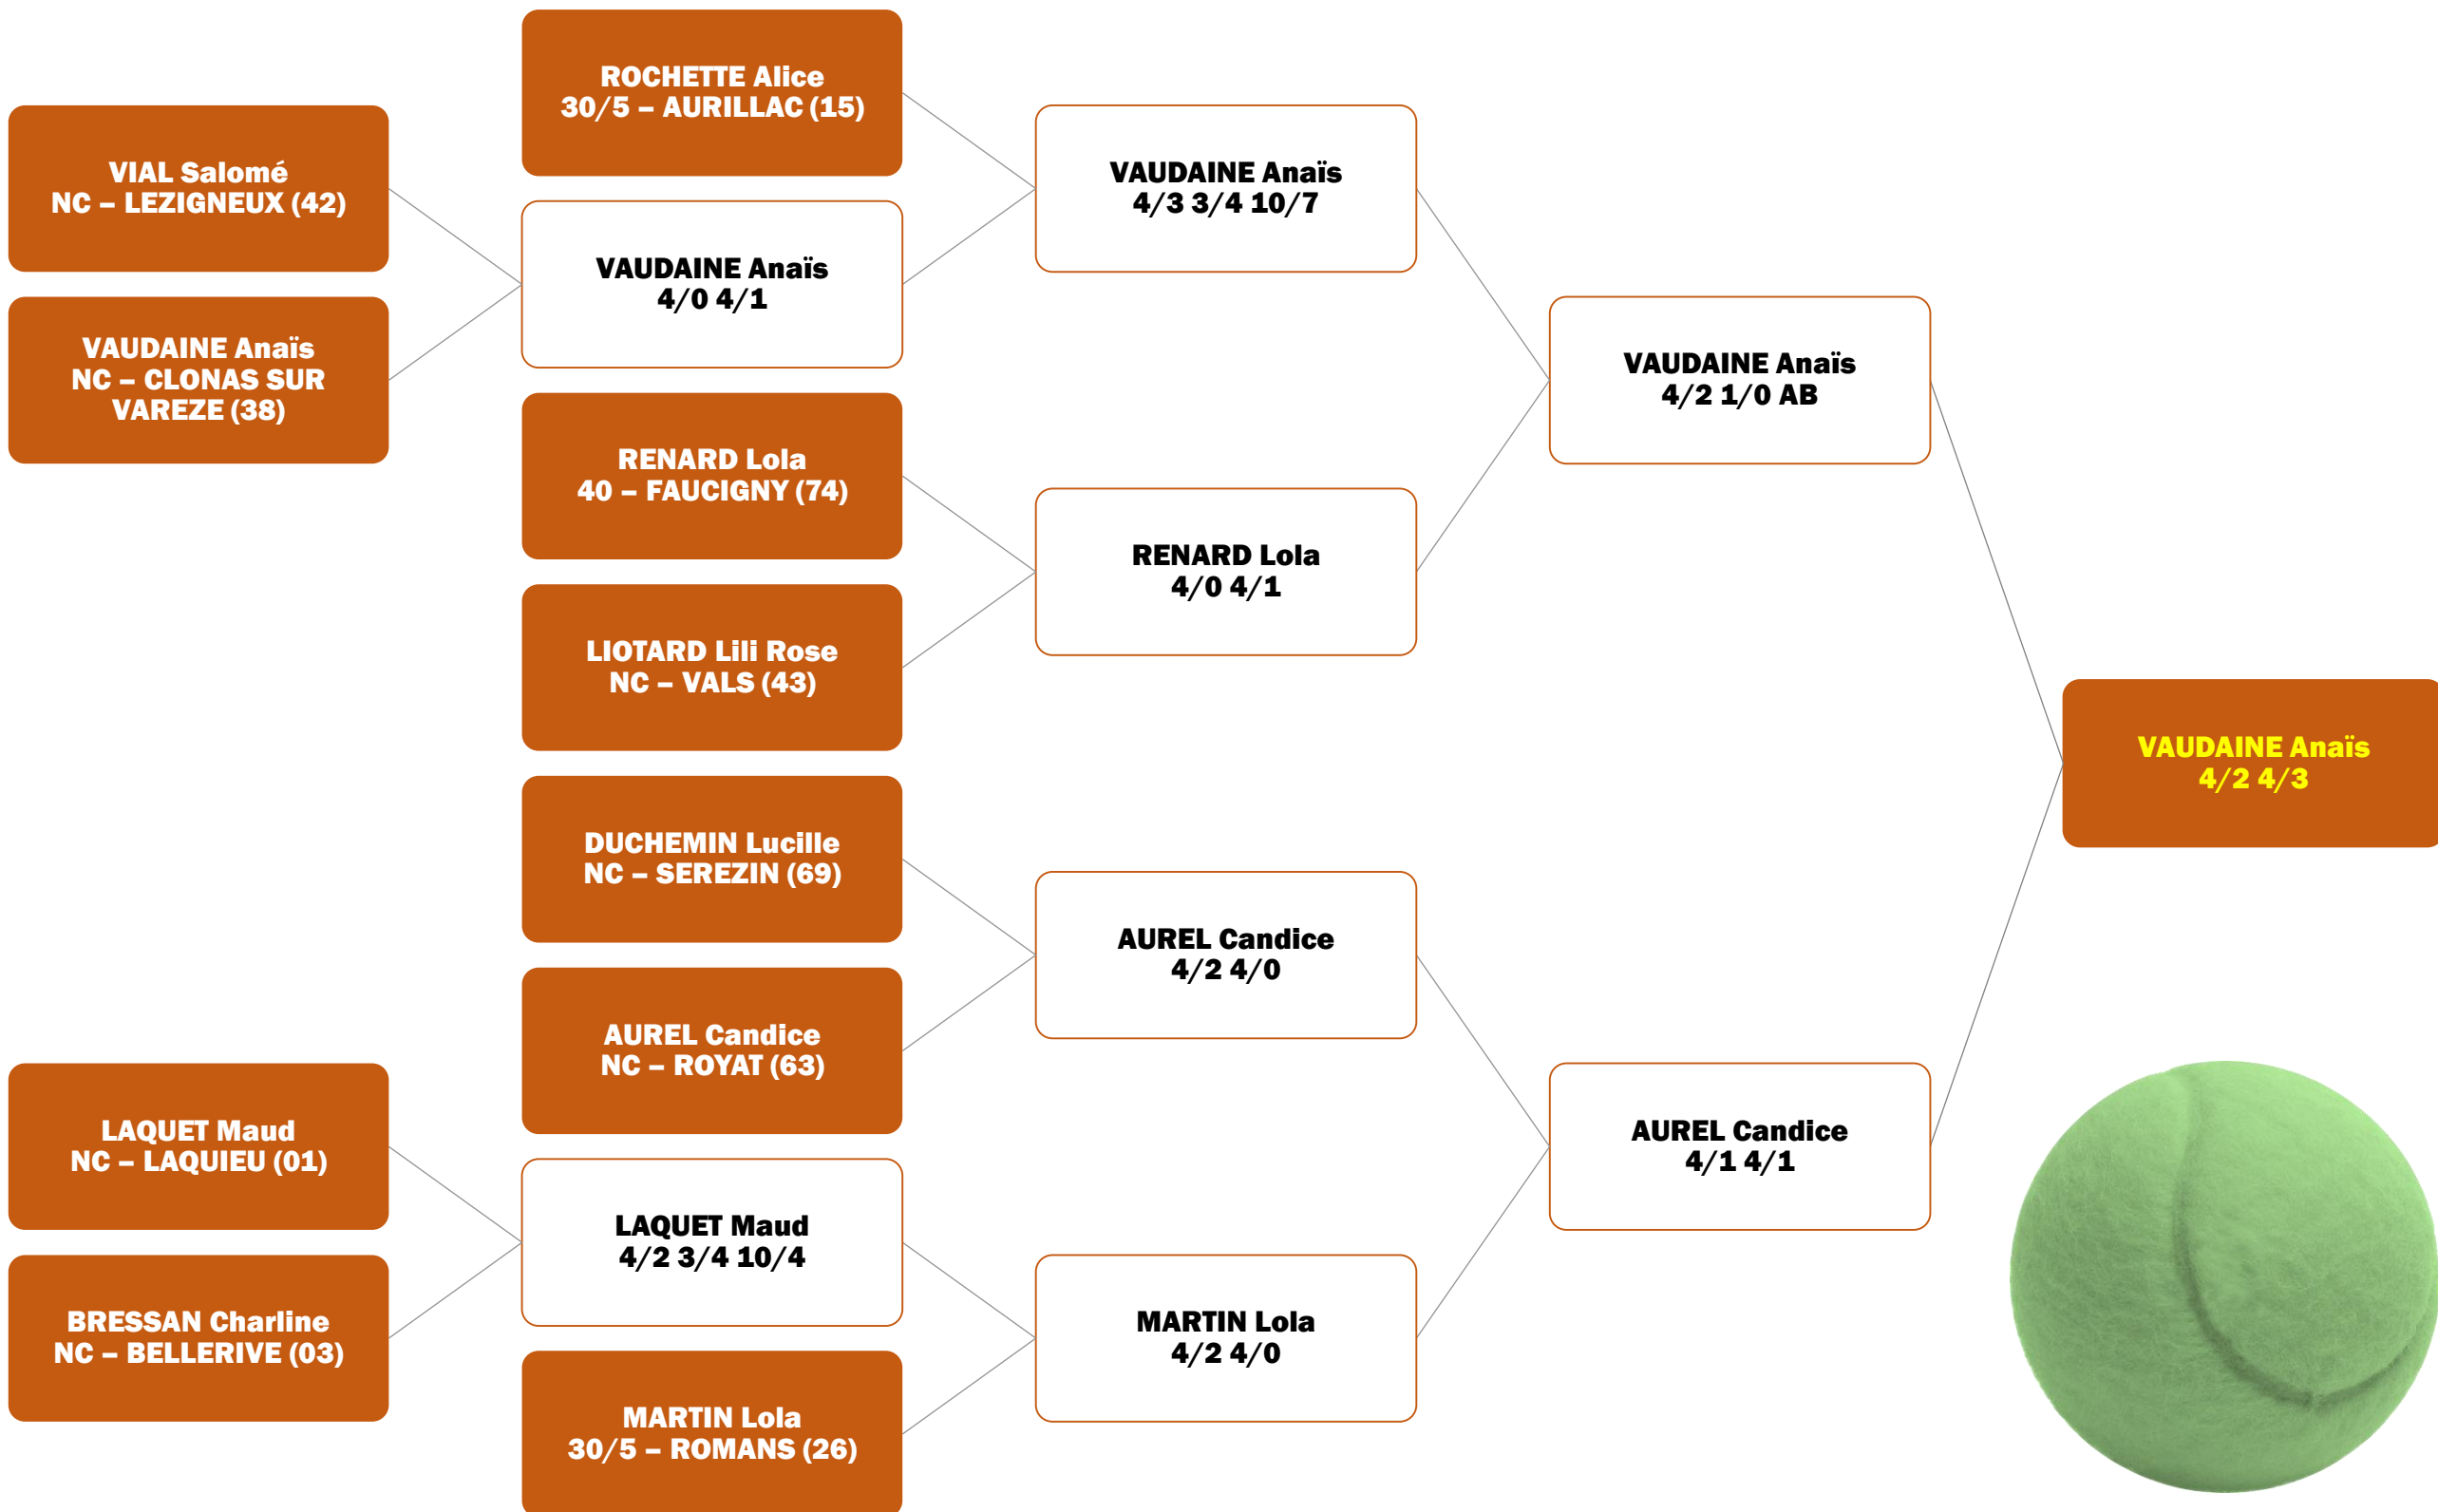 ROCHETTE Alice
30/5 – AURILLAC (15)
VIAL Salomé
NC – LEZIGNEUX (42)
VAUDAINE Anaïs
4/3 3/4 10/7
VAUDAINE Anaïs
4/0 4/1
VAUDAINE Anaïs
NC – CLONAS SUR
VAREZE (38)
VAUDAINE Anaïs
4/2 1/0 AB
RENARD Lola
40 – FAUCIGNY (74)
RENARD Lola
4/0 4/1
LIOTARD Lili Rose
NC – VALS (43)
VAUDAINE Anaïs
4/2 4/3
DUCHEMIN Lucille
NC – SEREZIN (69)
AUREL Candice
4/2 4/0
AUREL Candice
NC – ROYAT (63)
LAQUET Maud
NC – LAQUIEU (01)
AUREL Candice
4/1 4/1
LAQUET Maud
4/2 3/4 10/4
BRESSAN Charline
NC – BELLERIVE (03)
MARTIN Lola
4/2 4/0
MARTIN Lola
30/5 – ROMANS (26)